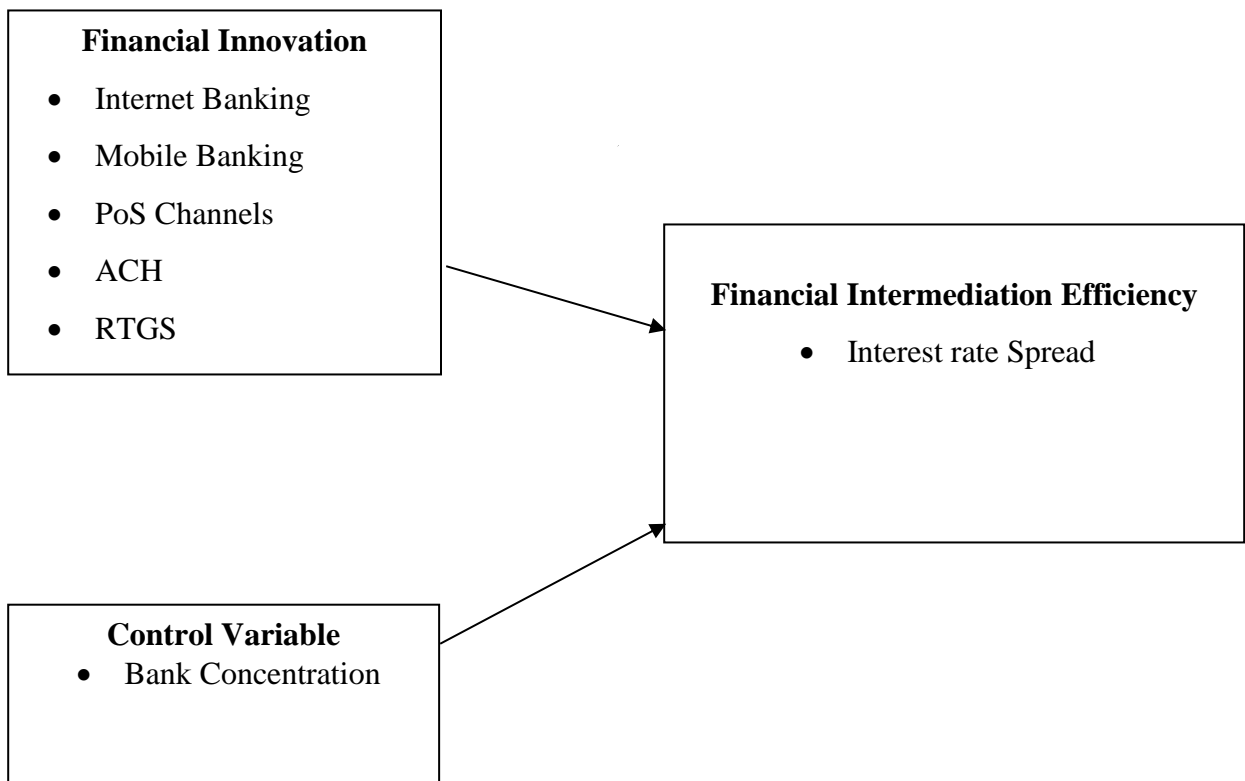 Financial Innovation
• Internet Banking
• Mobile Banking
• PoS Channels
• ACH
• RTGS
Financial Intermediation Efficiency
• Interest rate Spread
Control Variable
• Bank Concentration